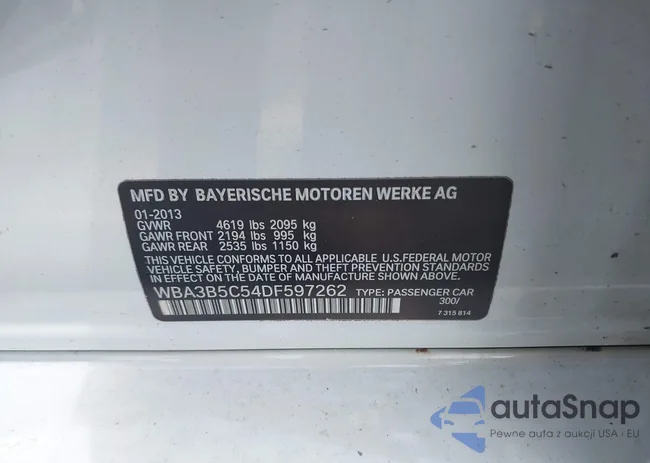 MFD BY BAYERISCHE MOTOREN WERKE AG
01-2013
GVWR 4619 lbs 2095 kg
GAWR FRONT 2194 lbs 995 kg
GAWR REAR 2535 lbs 1150 kg
THIS VEHICLE CONFORMS TO ALL APPLICABLE U.S.FEDERAL MOTOR
VEHICLE SAFETY, BUMPER AND THEFT PREVENTION STANDARDS
IN EFFECT ON THE DATE OF MANUFACTURE SHOWN ABOVE.
WBA3B5C54DF597262 TYPE: PASSENGER CAR
300/
7 315 814
autaSnap
Pewne auta z aukcji USA · EU